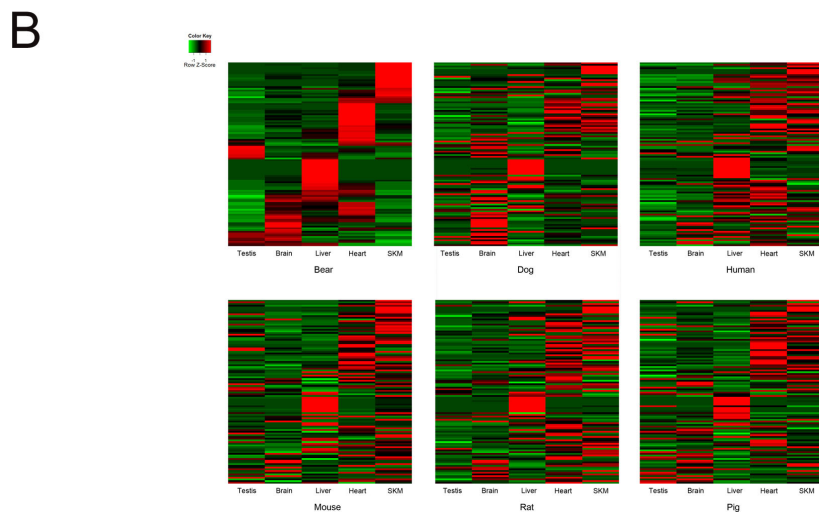 B
Color Key
-1 1
Row Z-Score
Testis Brain Liver Heart SKM
Bear
Testis Brain Liver Heart SKM
Dog
Testis Brain Liver Heart SKM
Human
Testis Brain Liver Heart SKM
Mouse
Testis Brain Liver Heart SKM
Rat
Testis Brain Liver Heart SKM
Pig